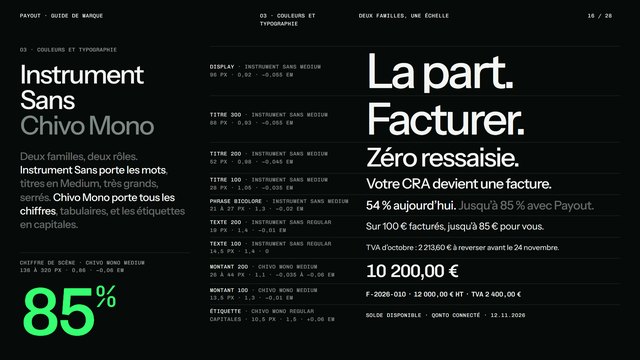 PAYOUT · GUIDE DE MARQUE
03 · COULEURS ET
TYPOGRAPHIE
DEUX FAMILLES, UNE ÉCHELLE
16 / 28
03 · COULEURS ET TYPOGRAPHIE
Instrument
Sans
Chivo Mono
Deux familles, deux rôles.
Instrument Sans porte les mots,
titres en Medium, très grands,
serrés. Chivo Mono porte tous les
chiffres, tabulaires, et les étiquettes
en capitales.
CHIFFRE DE SCÈNE · CHIVO MONO MEDIUM
136 À 320 PX · 0,86 · −0,06 EM
85%
DISPLAY · INSTRUMENT SANS MEDIUM
96 PX · 0,92 · −0,055 EM
La part.
TITRE 300 · INSTRUMENT SANS MEDIUM
88 PX · 0,93 · −0,055 EM
Facturer.
TITRE 200 · INSTRUMENT SANS MEDIUM
52 PX · 0,98 · −0,045 EM
Zéro ressaisie.
TITRE 100 · INSTRUMENT SANS MEDIUM
28 PX · 1,05 · −0,035 EM
Votre CRA devient une facture.
PHRASE BICOLORE · INSTRUMENT SANS MEDIUM
21 À 27 PX · 1,3 · −0,02 EM
54 % aujourd'hui. Jusqu'à 85 % avec Payout.
TEXTE 200 · INSTRUMENT SANS REGULAR
19 PX · 1,4 · −0,01 EM
Sur 100 € facturés, jusqu'à 85 € pour vous.
TEXTE 100 · INSTRUMENT SANS REGULAR
14,5 PX · 1,4 · 0
TVA d'octobre : 2 213,60 € à reverser avant le 24 novembre.
MONTANT 200 · CHIVO MONO MEDIUM
26 À 44 PX · 1,1 · −0,035 À −0,06 EM
10 200,00 €
MONTANT 100 · CHIVO MONO MEDIUM
13,5 PX · 1,3 · −0,01 EM
F-2026-010 · 12 000,00 € HT · TVA 2 400,00 €
ÉTIQUETTE · CHIVO MONO REGULAR
CAPITALES · 10,5 PX · 1,5 · +0,06 EM
SOLDE DISPONIBLE · QONTO CONNECTÉ · 12.11.2026